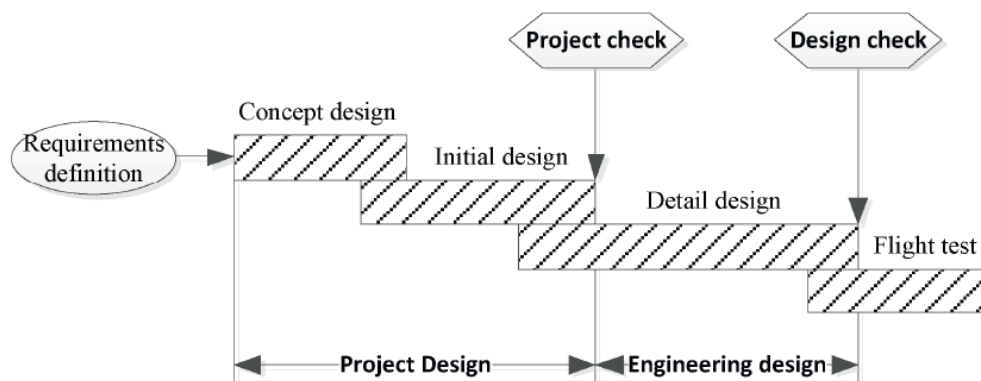 Project check
Design check
Concept design
Requirements
definition
Initial design
Detail design
Flight test
Project Design
Engineering design